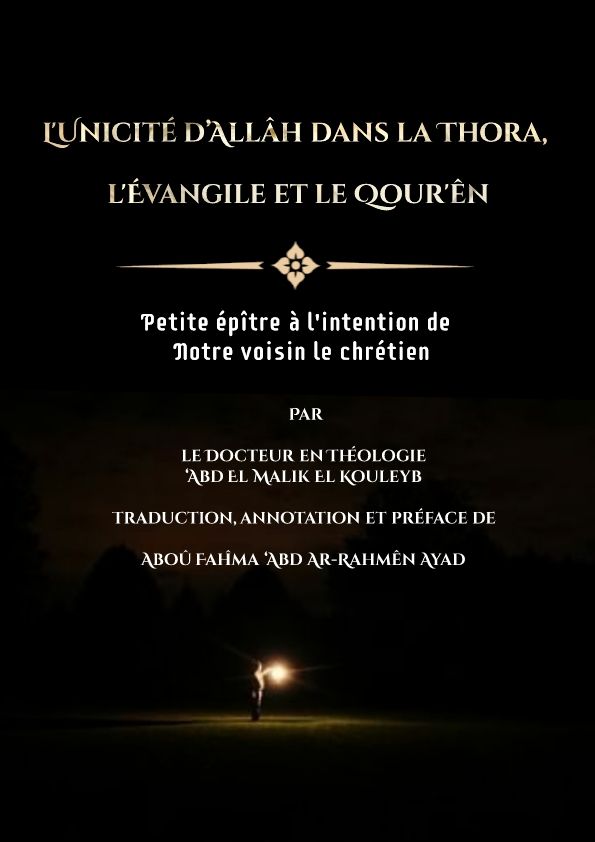 L'Unicité d'Allâh dans la Thora,
l'évangile et le Qour'ên
Petite épître à l'intention de
Notre voisin le chrétien
Par
le Docteur en Théologie
'Abd El Malik El Kouleyb
Traduction, annotation et préface de
Aboû Fahîma 'Abd Ar-Rahmên Ayad